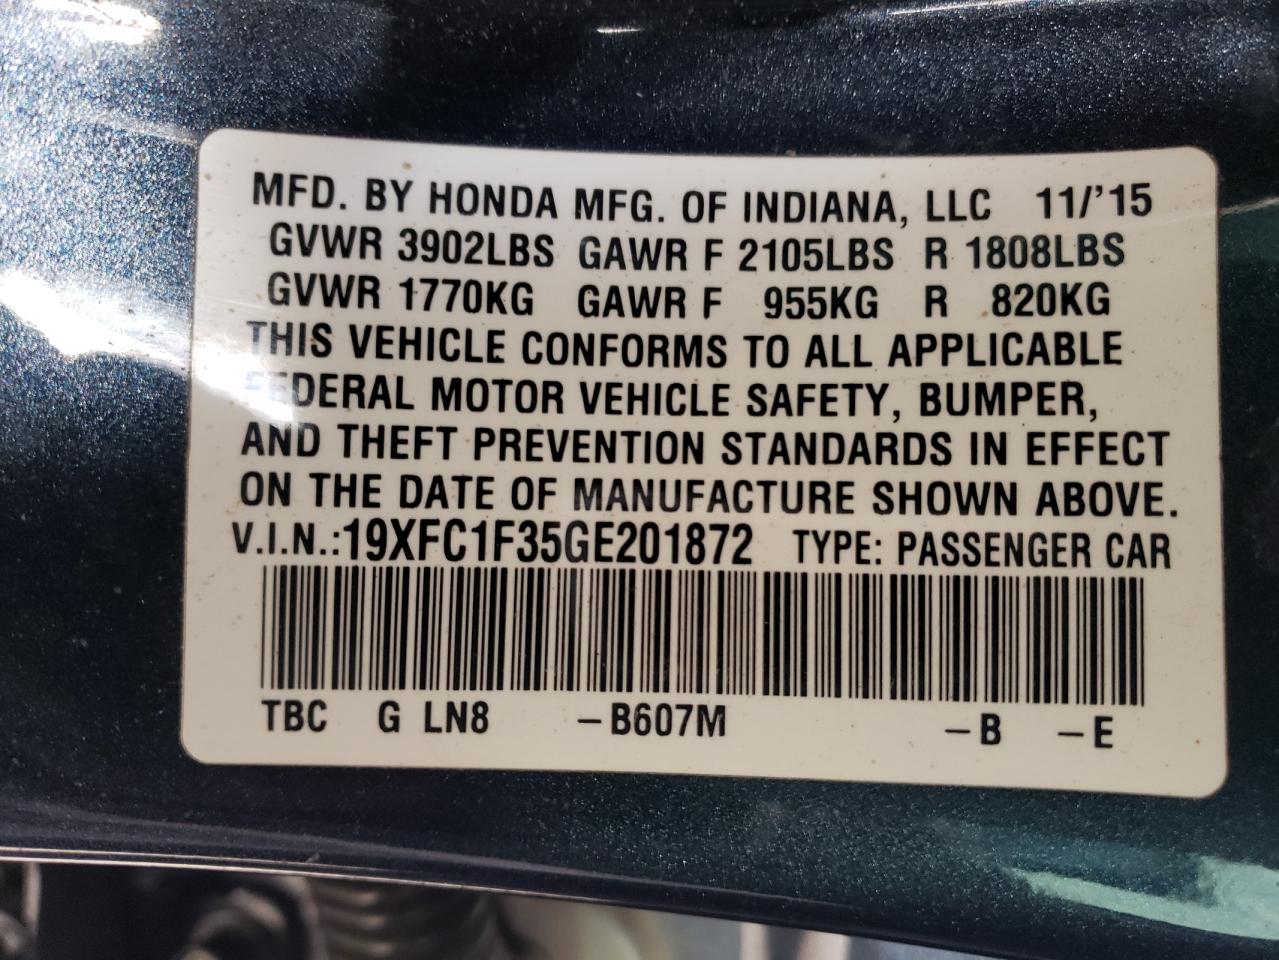 MFD. BY HONDA MFG. OF INDIANA, LLC 11/'15
GVWR 3902LBS GAWR F 2105LBS R 1808LBS
GVWR 1770KG GAWR F 955KG R 820KG
THIS VEHICLE CONFORMS TO ALL APPLICABLE
FEDERAL MOTOR VEHICLE SAFETY, BUMPER,
AND THEFT PREVENTION STANDARDS IN EFFECT
ON THE DATE OF MANUFACTURE SHOWN ABOVE.
V.I.N.:19XFC1F35GE201872 TYPE: PASSENGER CAR
TBC G LN8 –B607M –B –E